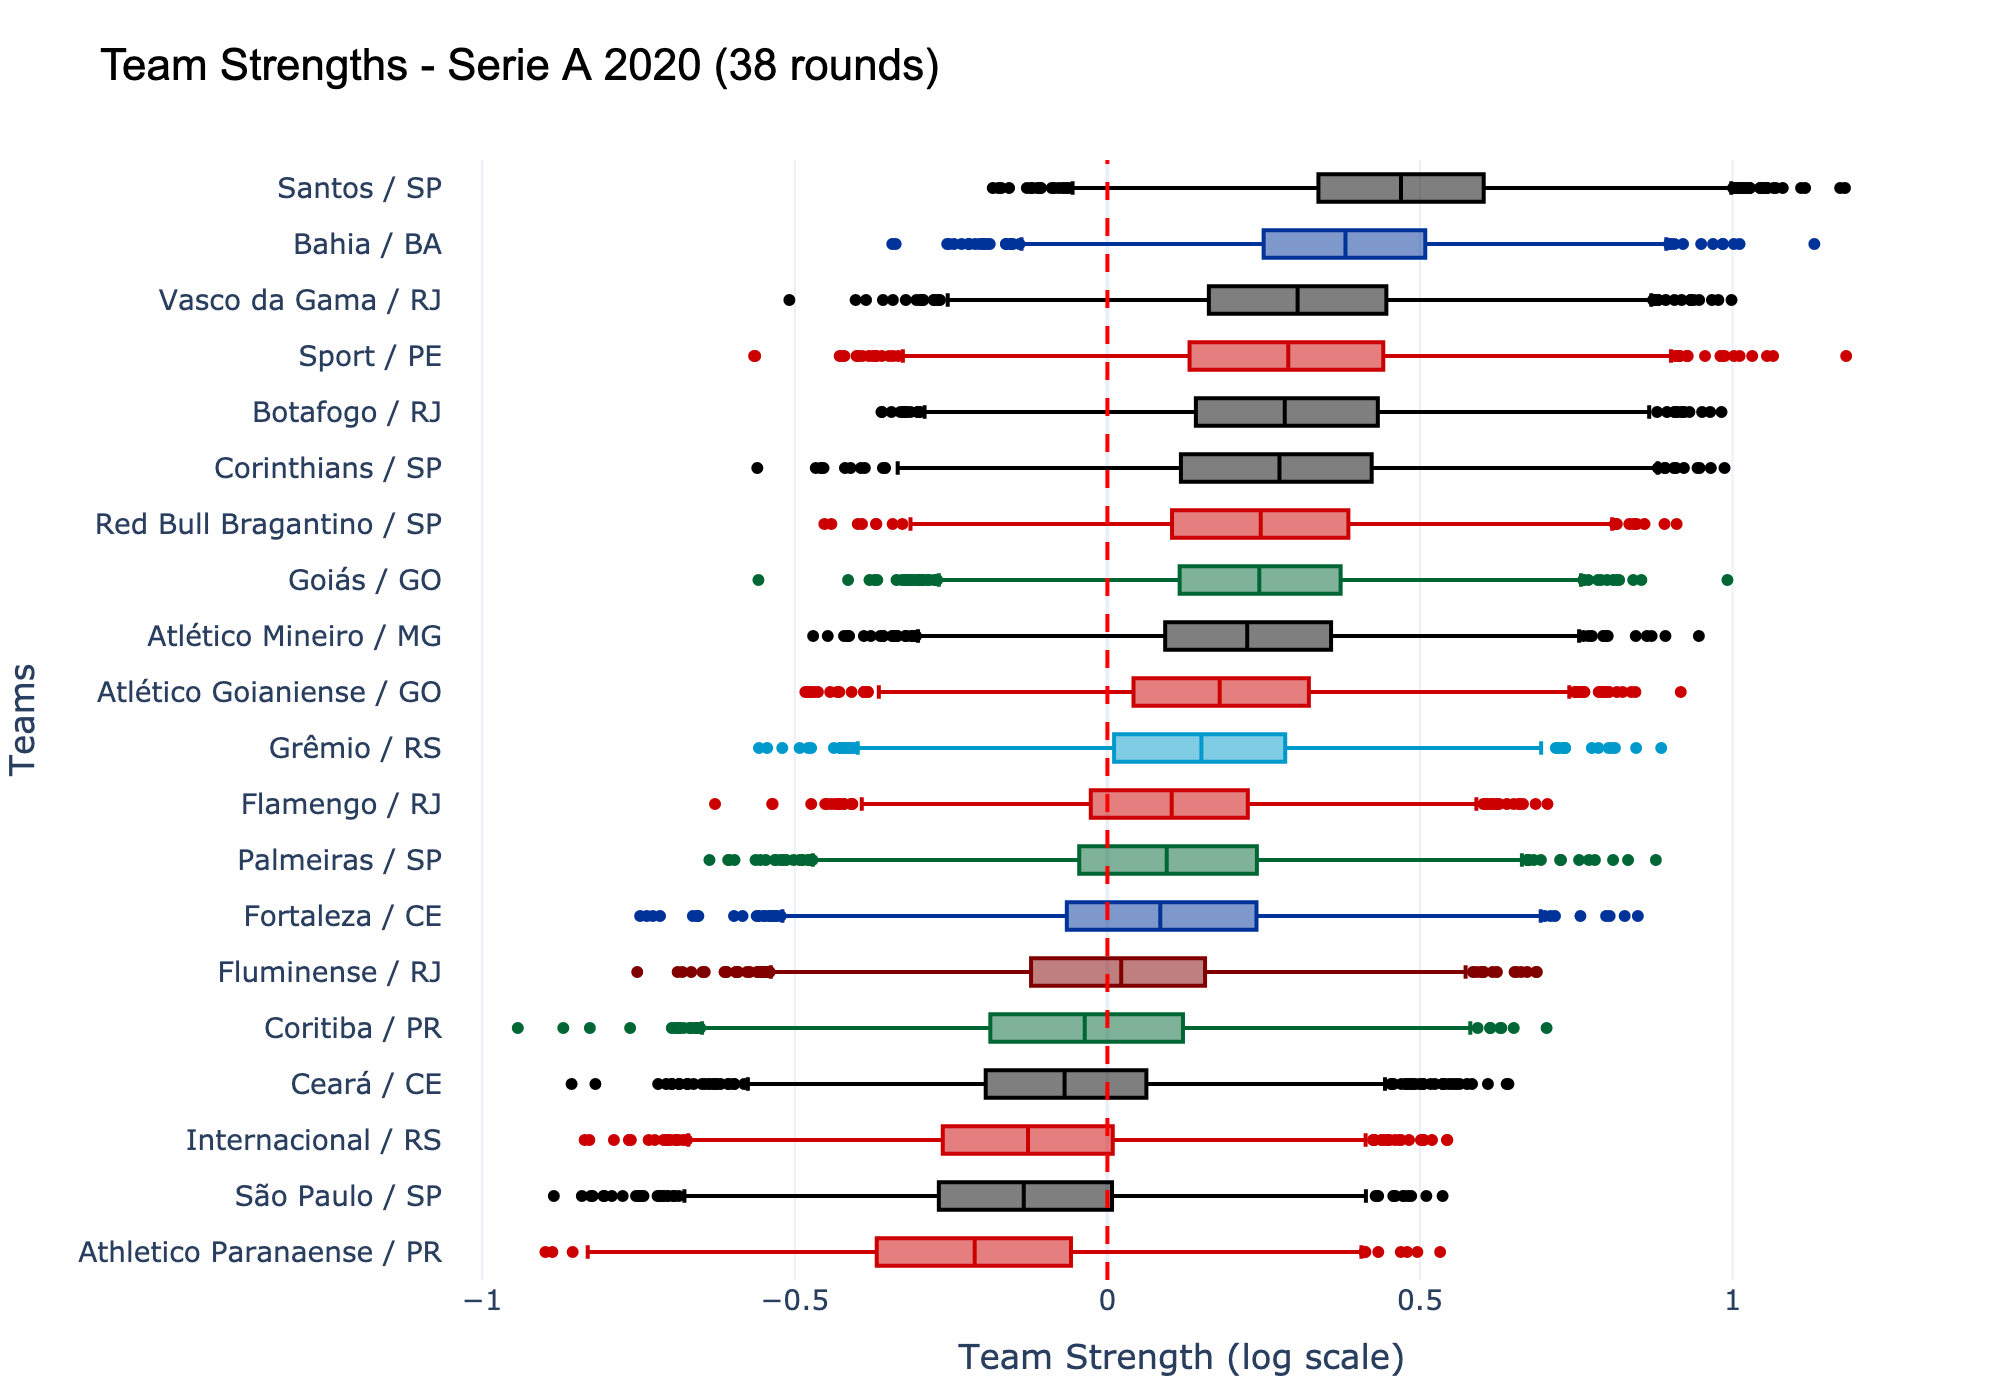 Team Strengths - Serie A 2020 (38 rounds)
Santos / SP
Bahia / BA
Vasco da Gama / RJ
Sport / PE
Botafogo / RJ
Corinthians / SP
Red Bull Bragantino / SP
Goiás / GO
Atlético Mineiro / MG
Atlético Goianiense / GO
Grêmio / RS
Flamengo / RJ
Palmeiras / SP
Fortaleza / CE
Fluminense / RJ
Coritiba / PR
Ceará / CE
Internacional / RS
São Paulo / SP
Athletico Paranaense / PR
Teams
−1 −0.5 0 0.5 1
Team Strength (log scale)